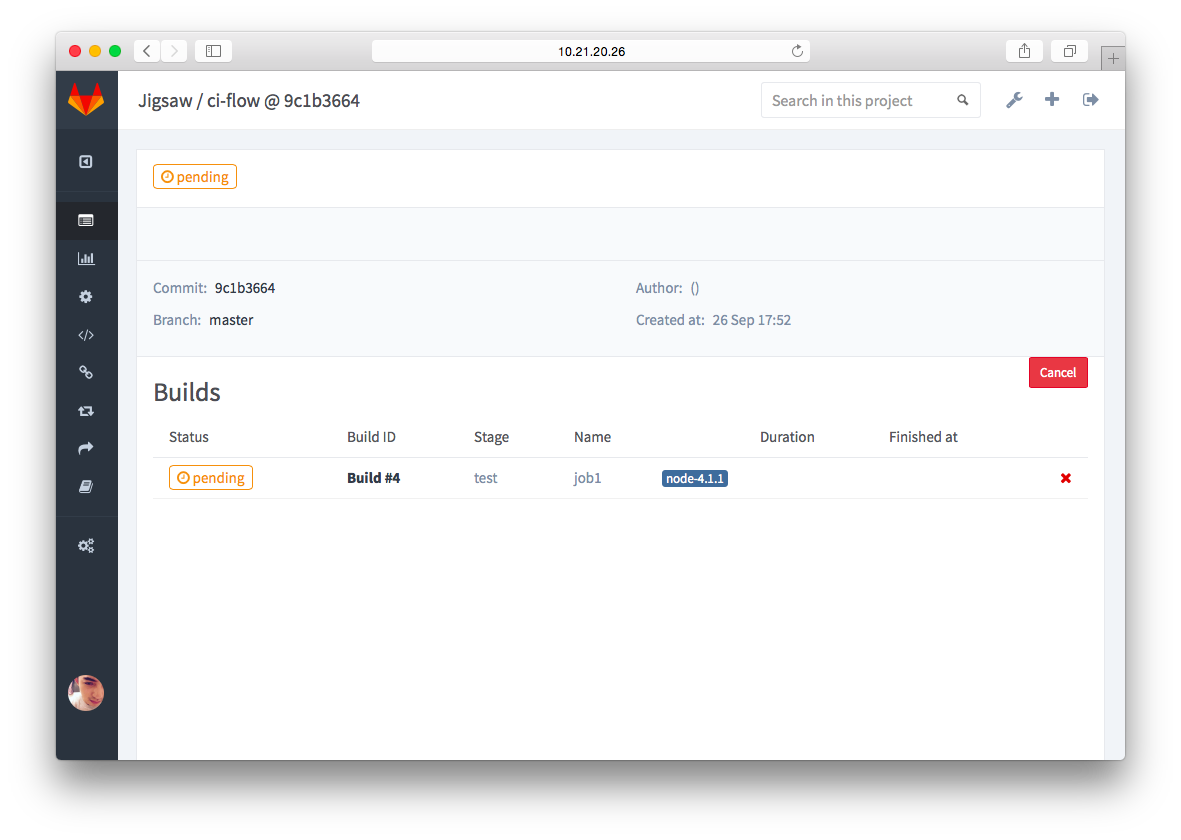 10.21.20.26
Jigsaw / ci-flow @ 9c1b3664
Search in this project
pending
Commit: 9c1b3664
Author: ()
Branch: master
Created at: 26 Sep 17:52
Cancel
Builds
Status Build ID Stage Name Duration Finished at
pending Build #4 test job1 node-4.1.1